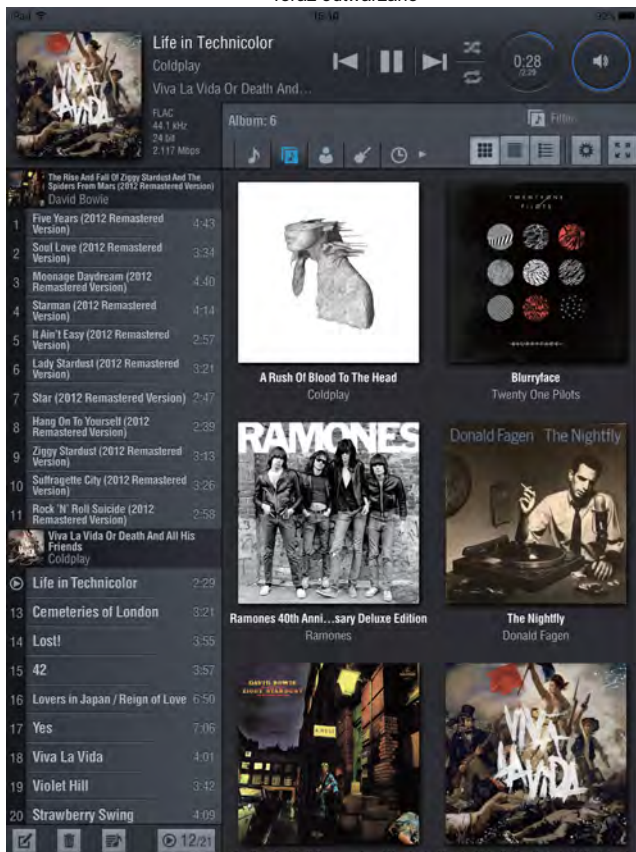 Teraz odtwarzane
iPad
15:10
92%
Life in Technicolor
Coldplay
Viva La Vida Or Death And...
FLAC
44.1 kHz
24 bit
2.117 Mbps
0:28
/2:29
Album: 6
Filter
The Rise And Fall Of Ziggy Stardust And The
Spiders From Mars (2012 Remastered Version)
David Bowie
1 Five Years (2012 Remastered
Version) 4:43
2 Soul Love (2012 Remastered
Version) 3:34
3 Moonage Daydream (2012
Remastered Version) 4:40
4 Starman (2012 Remastered
Version) 4:14
5 It Ain't Easy (2012 Remastered
Version) 2:57
6 Lady Stardust (2012 Remastered
Version) 3:21
7 Star (2012 Remastered Version) 2:47
8 Hang On To Yourself (2012
Remastered Version) 2:39
9 Ziggy Stardust (2012 Remastered
Version) 3:13
10 Suffragette City (2012 Remastered
Version) 3:26
11 Rock 'N' Roll Suicide (2012
Remastered Version) 2:58
Viva La Vida Or Death And All His
Friends
Coldplay
Life in Technicolor 2:29
13 Cemeteries of London 3:21
14 Lost! 3:55
15 42 3:57
16 Lovers in Japan / Reign of Love 6:50
17 Yes 7:06
18 Viva La Vida 4:01
19 Violet Hill 3:42
20 Strawberry Swing 4:09
12/21
A Rush Of Blood To The Head
Coldplay
TWENTY ONE
PILOTS
BLURRYFACE
Blurryface
Twenty One Pilots
RAMONES
Ramones 40th Anni...sary Deluxe Edition
Ramones
Donald Fagen The Nightfly
The Nightfly
Donald Fagen
DAVID BOWIE
ZIGGY STARDUST
VIVA
LA VIDA